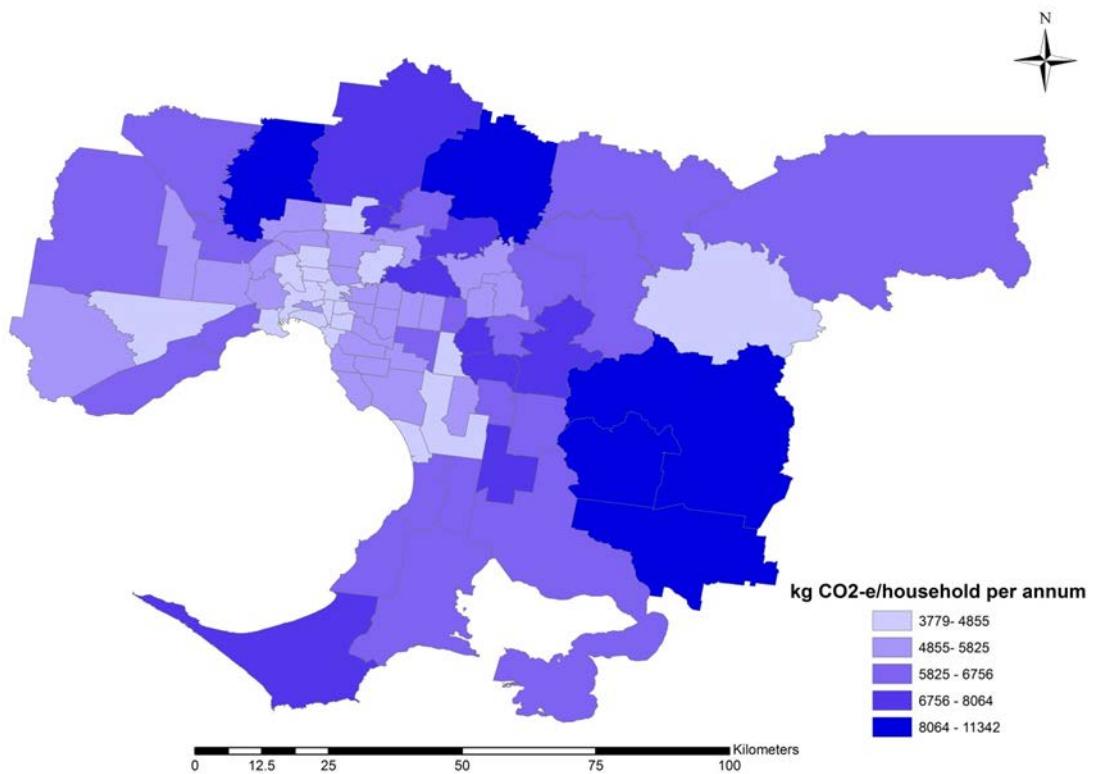 N
kg CO2-e/household per annum
3779- 4855
4855- 5825
5825 - 6756
6756 - 8064
8064 - 11342
Kilometers
0 12.5 25 50 75 100